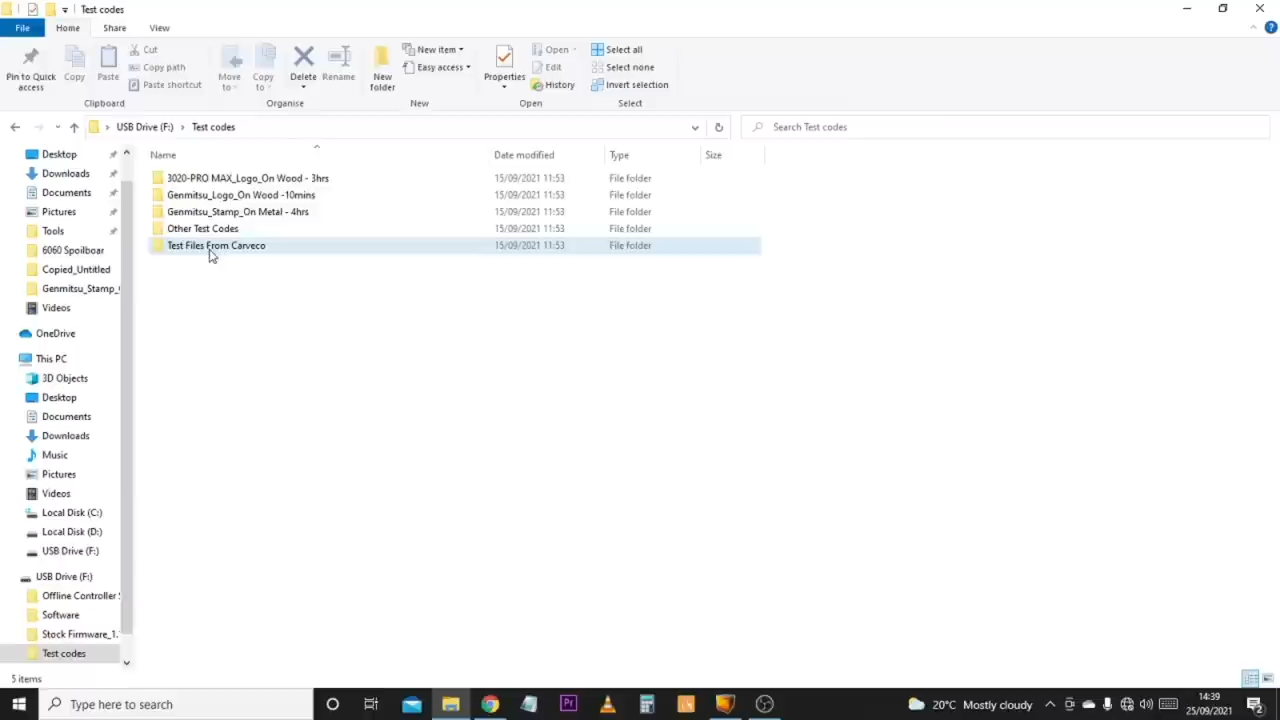 Test codes
File Home Share View
Pin to Quick access
Copy
Paste
Cut
Copy path
Paste shortcut
Move to
Copy to
Delete
Rename
New folder
New item
Easy access
Properties
Open
Edit
History
Select all
Select none
Invert selection
Clipboard Organise New Open Select
USB Drive (F:) Test codes
Search Test codes
Name Date modified Type Size
3020-PRO MAX_Logo_On Wood - 3hrs 15/09/2021 11:53 File folder
Genmitsu_Logo_On Wood -10mins 15/09/2021 11:53 File folder
Genmitsu_Stamp_On Metal - 4hrs 15/09/2021 11:53 File folder
Other Test Codes 15/09/2021 11:53 File folder
Test Files From Carveco 15/09/2021 11:53 File folder
Desktop
Downloads
Documents
Pictures
Tools
6060 Spoilboar
Copied_Untitled
Genmitsu_Stamp_
Videos
OneDrive
This PC
3D Objects
Desktop
Documents
Downloads
Music
Pictures
Videos
Local Disk (C:)
Local Disk (D:)
USB Drive (F:)
USB Drive (F:)
Offline Controller
Software
Stock Firmware_1.
Test codes
5 items
Type here to search
Pr
20°C Mostly cloudy
14:39
25/09/2021
2